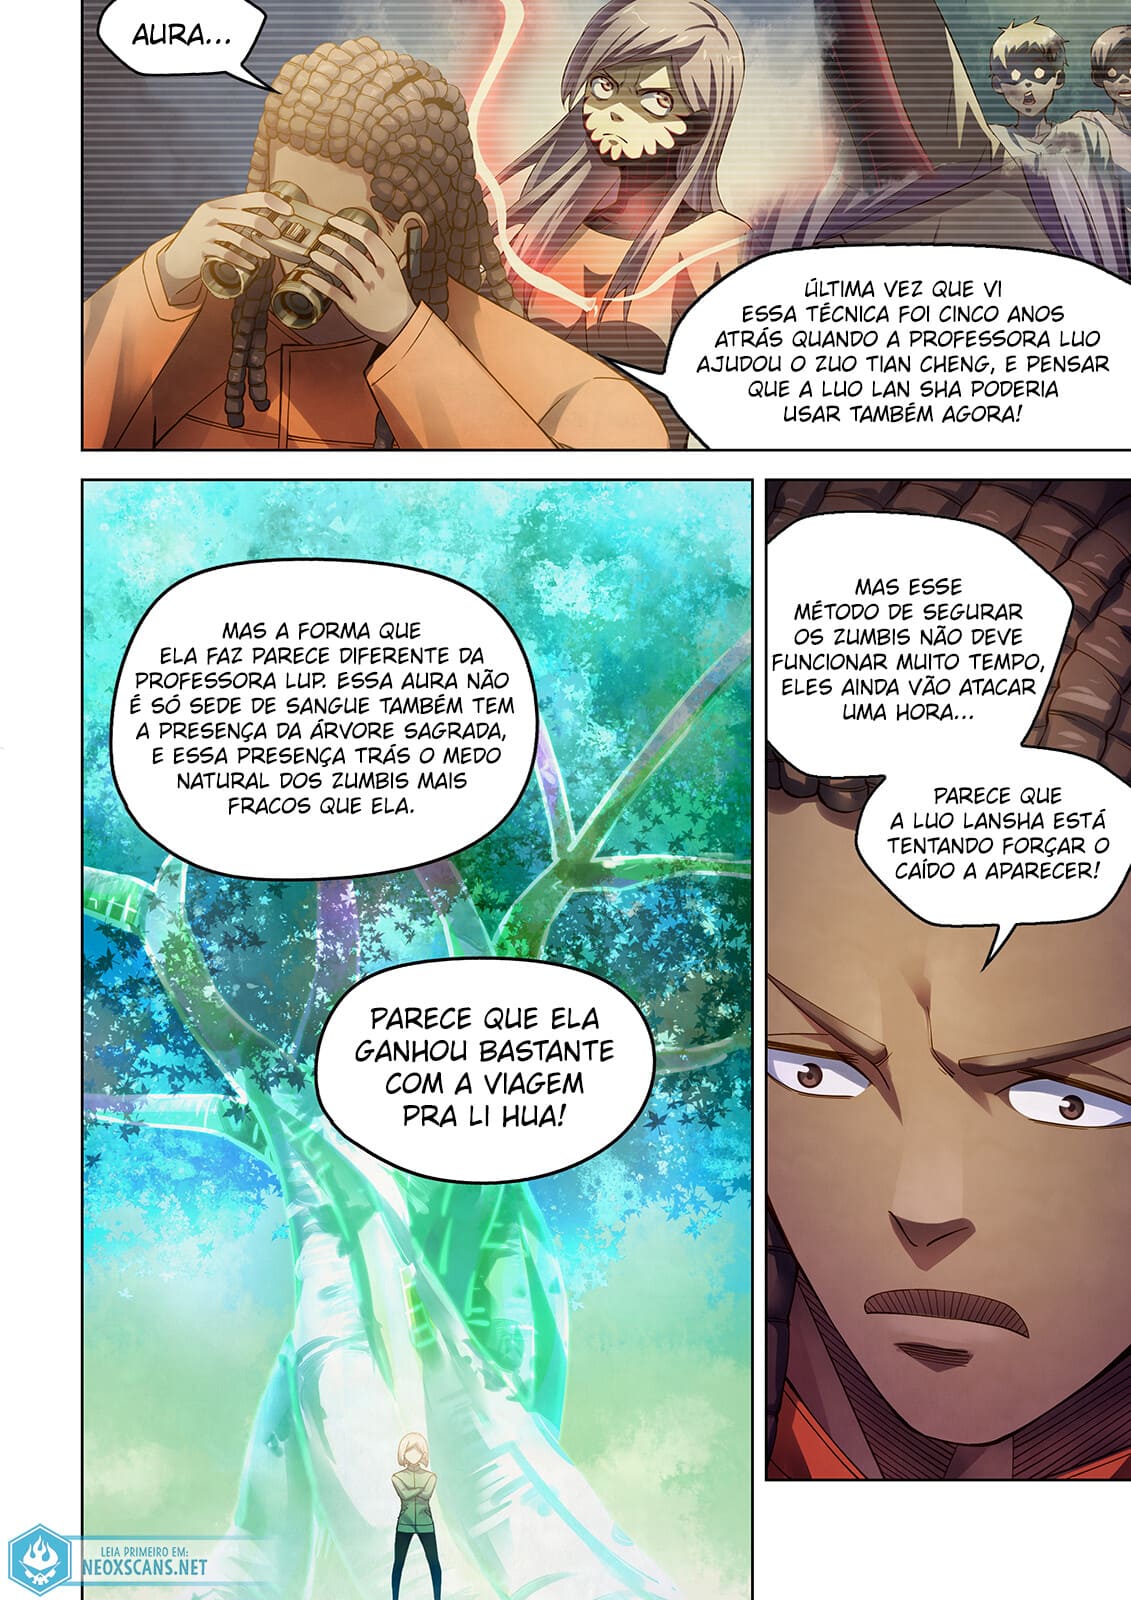 AURA...
ÚLTIMA VEZ QUE VI
ESSA TÉCNICA FOI CINCO ANOS
ATRÁS QUANDO A PROFESSORA LUO
AJUDOU O ZUO TIAN CHENG, E PENSAR
QUE A LUO LAN SHA PODERIA
USAR TAMBÉM AGORA!
MAS A FORMA QUE
ELA FAZ PARECE DIFERENTE DA
PROFESSORA LUP. ESSA AURA NÃO
É SÓ SEDE DE SANGUE TAMBÉM TEM
A PRESENÇA DA ÁRVORE SAGRADA,
E ESSA PRESENÇA TRÁS O MEDO
NATURAL DOS ZUMBIS MAIS
FRACOS QUE ELA.
PARECE QUE ELA
GANHOU BASTANTE
COM A VIAGEM
PRA LI HUA!
MAS ESSE
MÉTODO DE SEGURAR
OS ZUMBIS NÃO DEVE
FUNCIONAR MUITO TEMPO,
ELES AINDA VÃO ATACAR
UMA HORA...
PARECE QUE
A LUO LANSHA ESTÁ
TENTANDO FORÇAR O
CAÍDO A APARECER!
LEIA PRIMEIRO EM:
NEOXSCANS.NET